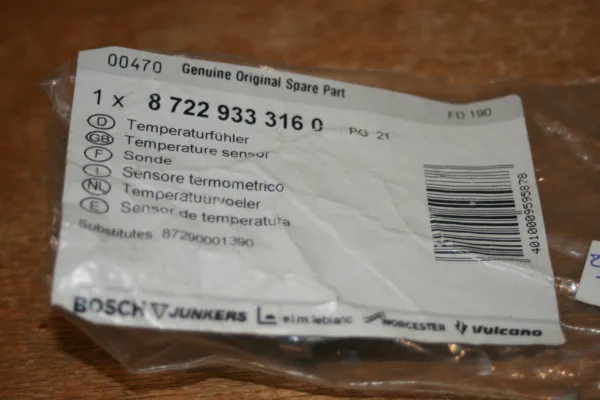 00470 Genuine Original Spare Part
1 x 8 722 933 316 0 PG 21 FD 190
D Temperaturfühler
GB Temperature sensor
F Sonde
I Sensore termometrico
NL Temperatuurvoeler
E Sensor de temperatura
Substitutes 87290001390
4010009595878
BOSCH JUNKERS e.l.m.leblanc WORCESTER Vulcano